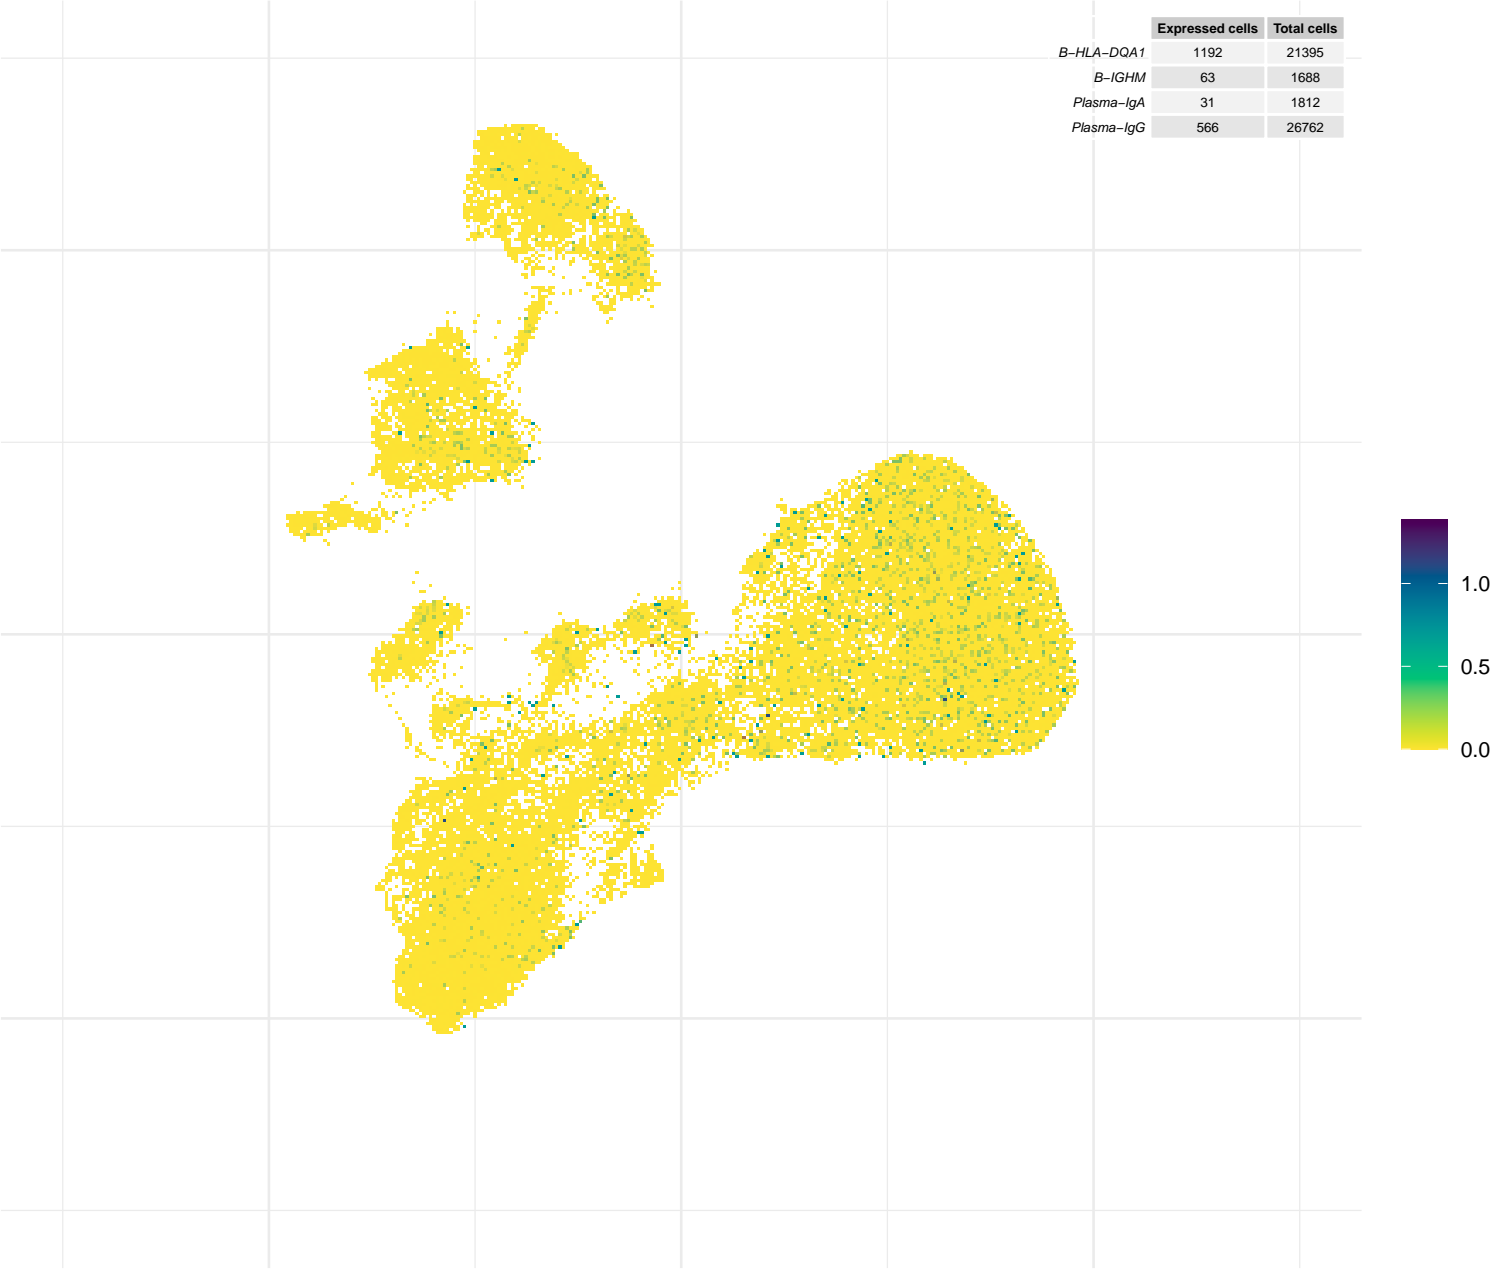 Expressed cells Total cells
B−HLA−DQA1 1192 21395
B−IGHM 63 1688
Plasma−IgA 31 1812
Plasma−IgG 566 26762
1.0
0.5
0.0